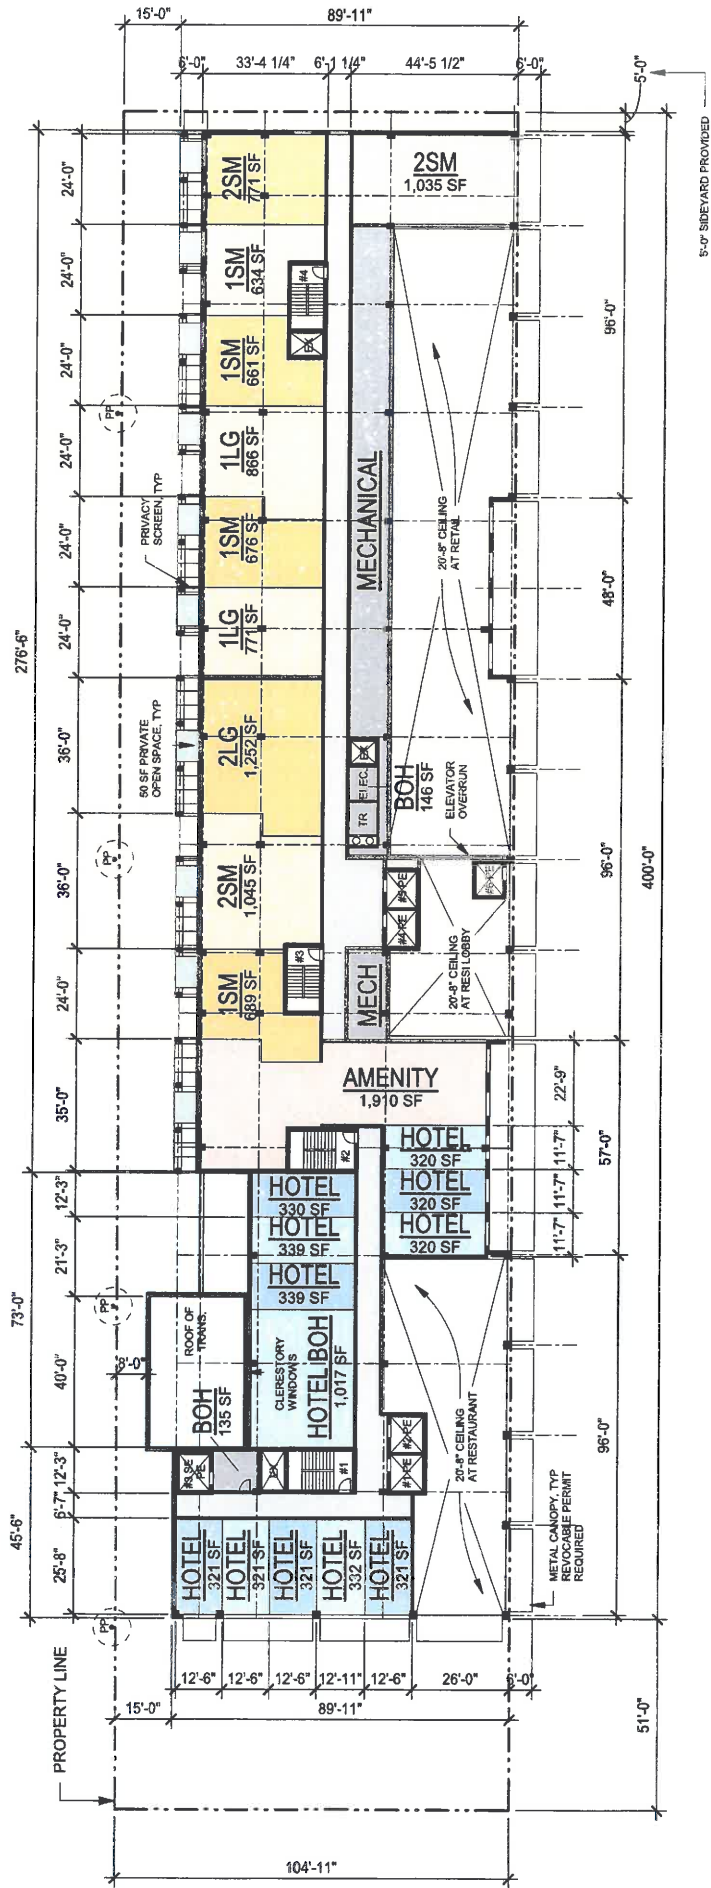 15'-0"
89'-11"
6'-0"
33'-4 1/4"
6'-1 1/4"
44'-5 1/2"
6'-0"
5'-0"
5'-0" SIDEYARD PROVIDED
24'-0"
2SM
771 SF
2SM
1,035 SF
24'-0"
1SM
634 SF
#4
96'-0"
24'-0"
1SM
661 SF
PP
24'-0"
1LG
866 SF
MECHANICAL
20'-8" CEILING
AT RETAIL
PRIVACY
SCREEN, TYP
24'-0"
1SM
676 SF
48'-0"
24'-0"
1LG
771 SF
276'-6"
50 SF PRIVATE
OPEN SPACE, TYP
36'-0"
2LG
1,252 SF
ELEC.
TR
BOH
146 SF
ELEVATOR
OVERRUN
PP
36'-0"
2SM
1,045 SF
#5 PE
#4 PE
#6 PE
96'-0"
400'-0"
24'-0"
1SM
689 SF
#3
MECH
20'-8" CEILING
AT RESI LOBBY
35'-0"
AMENITY
1,910 SF
22'-9"
#2
57'-0"
12'-3"
HOTEL
330 SF
HOTEL
320 SF
11'-7"
21'-3"
HOTEL
339 SF
HOTEL
320 SF
11'-7"
HOTEL
339 SF
HOTEL
320 SF
11'-7"
PP
73'-0"
40'-0"
8'-0"
ROOF OF
TRANS.
BOH
135 SF
CLERESTORY
WINDOWS
HOTEL BOH
1,017 SF
20'-8" CEILING
AT RESTAURANT
96'-0"
12'-3"
#3 SE
PE
#1
#2 PE
#1 PE
6'-7"
45'-6"
25'-8"
HOTEL
321 SF
HOTEL
321 SF
HOTEL
321 SF
HOTEL
332 SF
HOTEL
321 SF
METAL CANOPY, TYP
REVOCABLE PERMIT
REQUIRED
PP
PROPERTY LINE
12'-6"
12'-6"
12'-6"
12'-11"
12'-6"
26'-0"
15'-0"
89'-11"
51'-0"
104'-11"